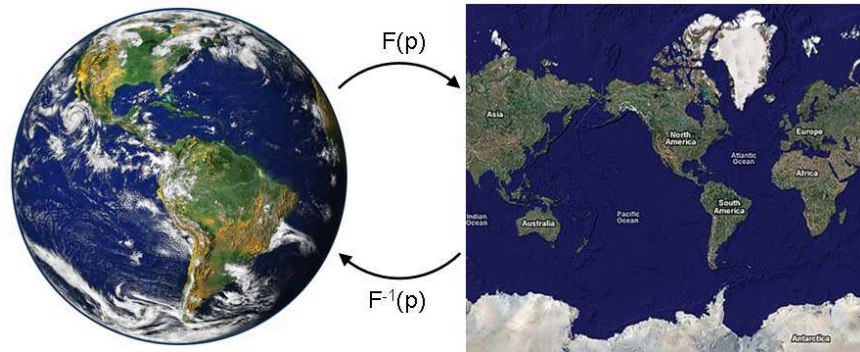 F(p)
Asia
North
America
Europe
Atlantic
Ocean
Africa
South
America
Indian
Ocean
Australia
Pacific
Ocean
F⁻¹(p)
Antarctica